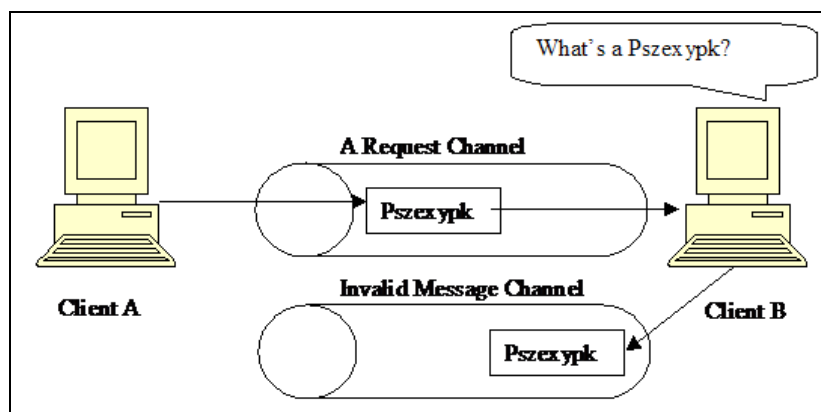 What's a Pszexypk?
A Request Channel
Pszexypk
Invalid Message Channel
Client A
Client B
Pszexypk